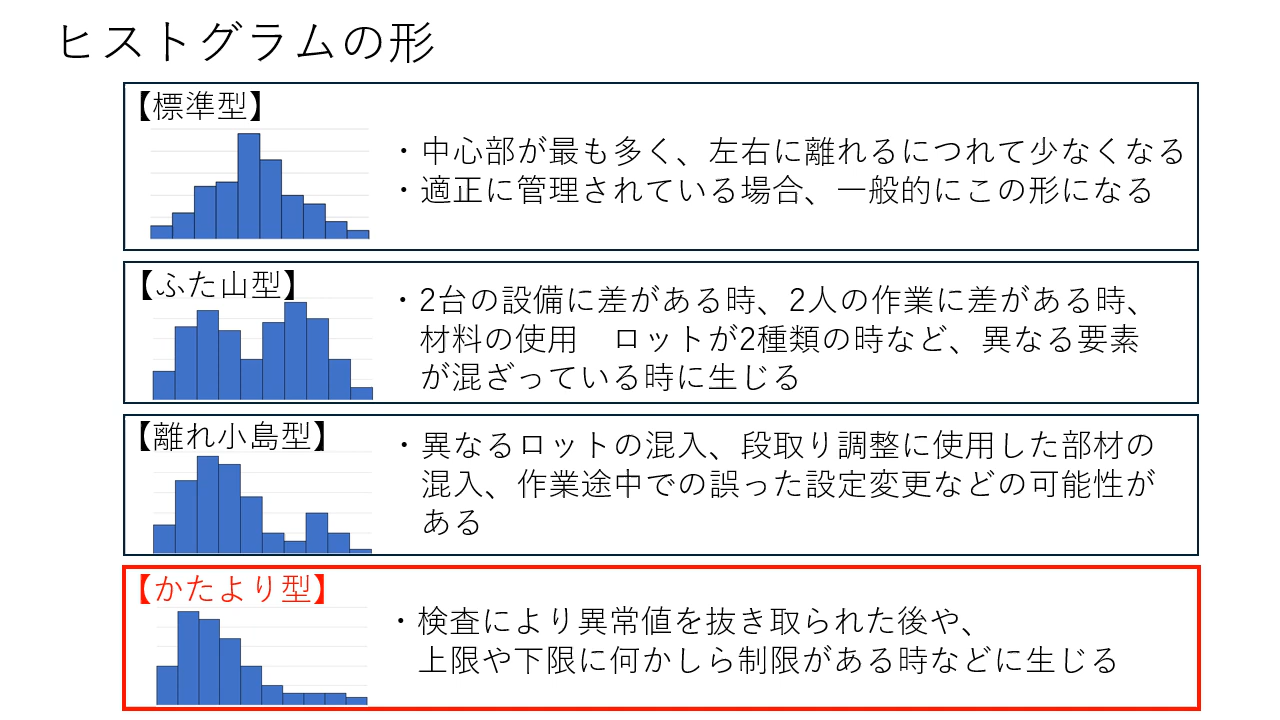 ヒストグラムの形
【標準型】
・中心部が最も多く、左右に離れるにつれて少なくなる
・適正に管理されている場合、一般的にこの形になる
【ふた山型】
・2台の設備に差がある時、2人の作業に差がある時、
材料の使用　ロットが2種類の時など、異なる要素
が混ざっている時に生じる
【離れ小島型】
・異なるロットの混入、段取り調整に使用した部材の
混入、作業途中での誤った設定変更などの可能性が
ある
【かたより型】
・検査により異常値を抜き取られた後や、
上限や下限に何かしら制限がある時などに生じる